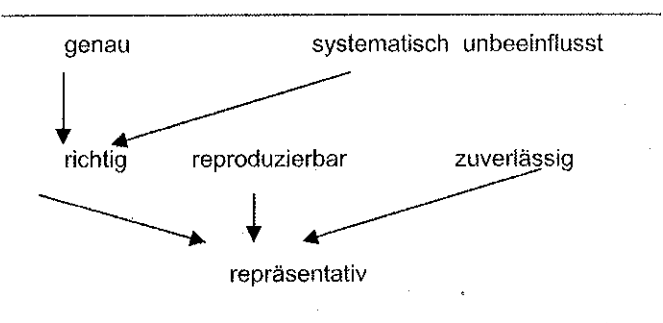 genau systematisch unbeeinflusst
richtig reproduzierbar zuverlässig
repräsentativ